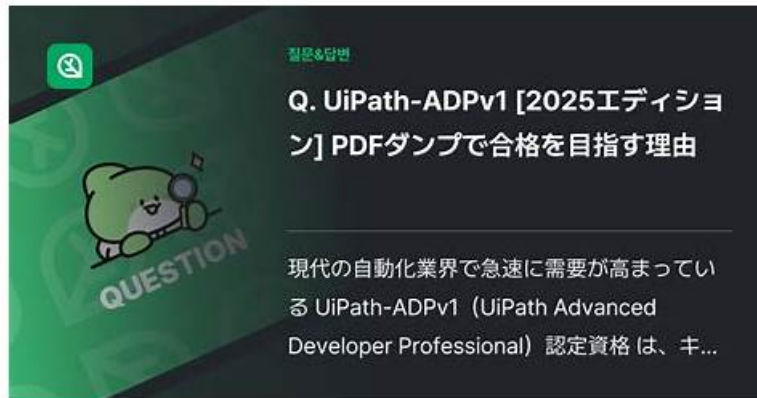 질문&답변
Q. UiPath-ADPv1 [2025エディショ
ン] PDFダンプで合格を目指す理由
QUESTION
現代の自動化業界で急速に需要が高まってい
る UiPath-ADPv1（UiPath Advanced
Developer Professional）認定資格 は、キ...